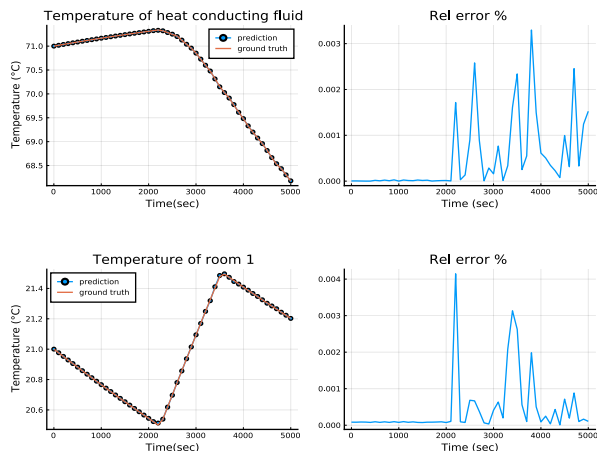 Temperature of heat conducting fluid
Temperature (°C)
71.0
70.0
69.0
68.5
prediction
ground truth
0 1000 2000 3000 4000 5000
Time(sec)
Rel error %
0.003
0.002
0.001
0.000
0 1000 2000 3000 4000 5000
Time (sec)
Temperature of room 1
Temperature (°C)
21.4
21.2
21.0
20.8
20.6
prediction
ground truth
0 1000 2000 3000 4000 5000
Time(sec)
Rel error %
0.004
0.003
0.002
0.001
0.000
0 1000 2000 3000 4000 5000
Time (sec)